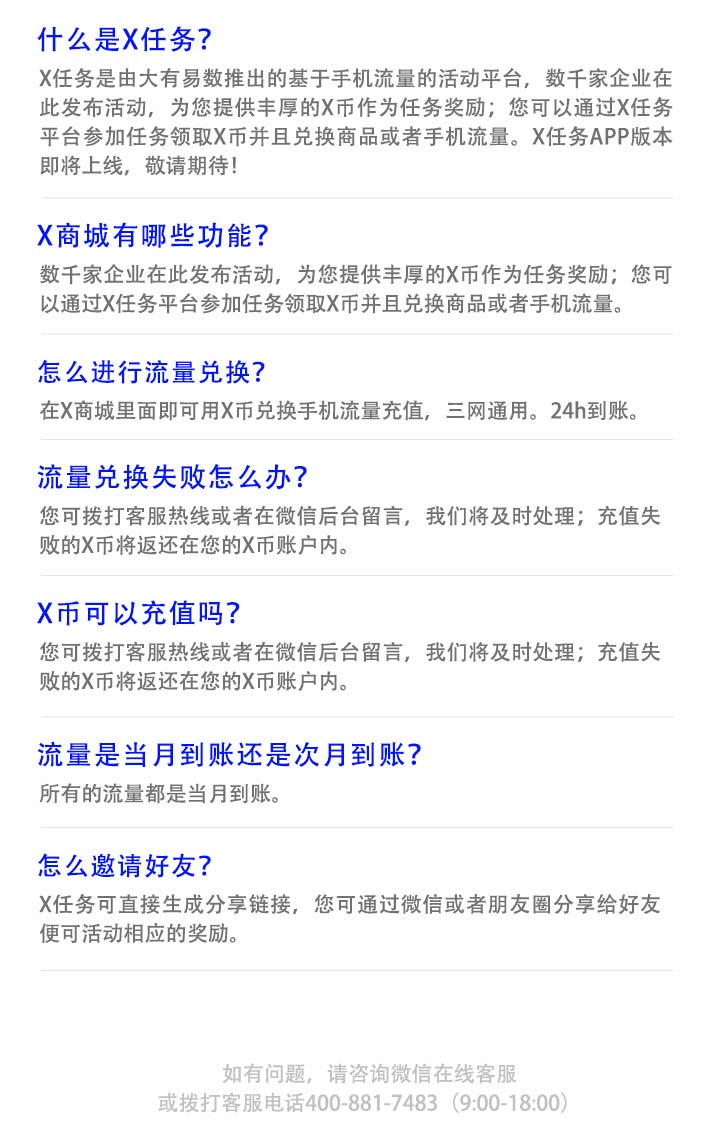 什么是X任务?
X任务是由大有易数推出的基于手机流量的活动平台，数千家企业在
此发布活动，为您提供丰厚的X币作为任务奖励；您可以通过X任务
平台参加任务领取X币并且兑换商品或者手机流量。X任务APP版本
即将上线，敬请期待！
X商城有哪些功能?
数千家企业在此发布活动，为您提供丰厚的X币作为任务奖励；您可
以通过X任务平台参加任务领取X币并且兑换商品或者手机流量。
怎么进行流量兑换?
在X商城里面即可用X币兑换手机流量充值，三网通用。24h到账。
流量兑换失败怎么办?
您可拨打客服热线或者在微信后台留言，我们将及时处理；充值失
败的X币将返还在您的X币账户内。
X币可以充值吗?
您可拨打客服热线或者在微信后台留言，我们将及时处理；充值失
败的X币将返还在您的X币账户内。
流量是当月到账还是次月到账?
所有的流量都是当月到账。
怎么邀请好友?
X任务可直接生成分享链接，您可通过微信或者朋友圈分享给好友
便可活动相应的奖励。
如有问题，请咨询微信在线客服
或拨打客服电话400-881-7483（9:00-18:00）